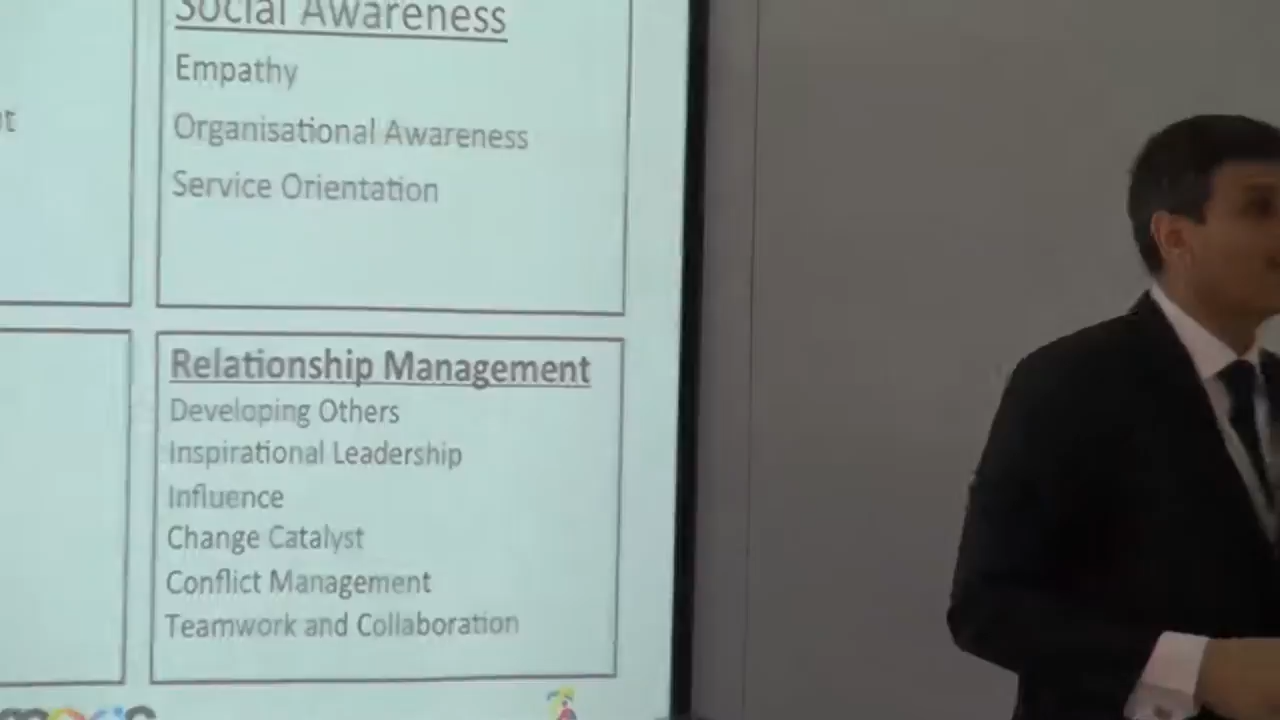 Social Awareness
Empathy
Organisational Awareness
Service Orientation
Relationship Management
Developing Others
Inspirational Leadership
Influence
Change Catalyst
Conflict Management
Teamwork and Collaboration